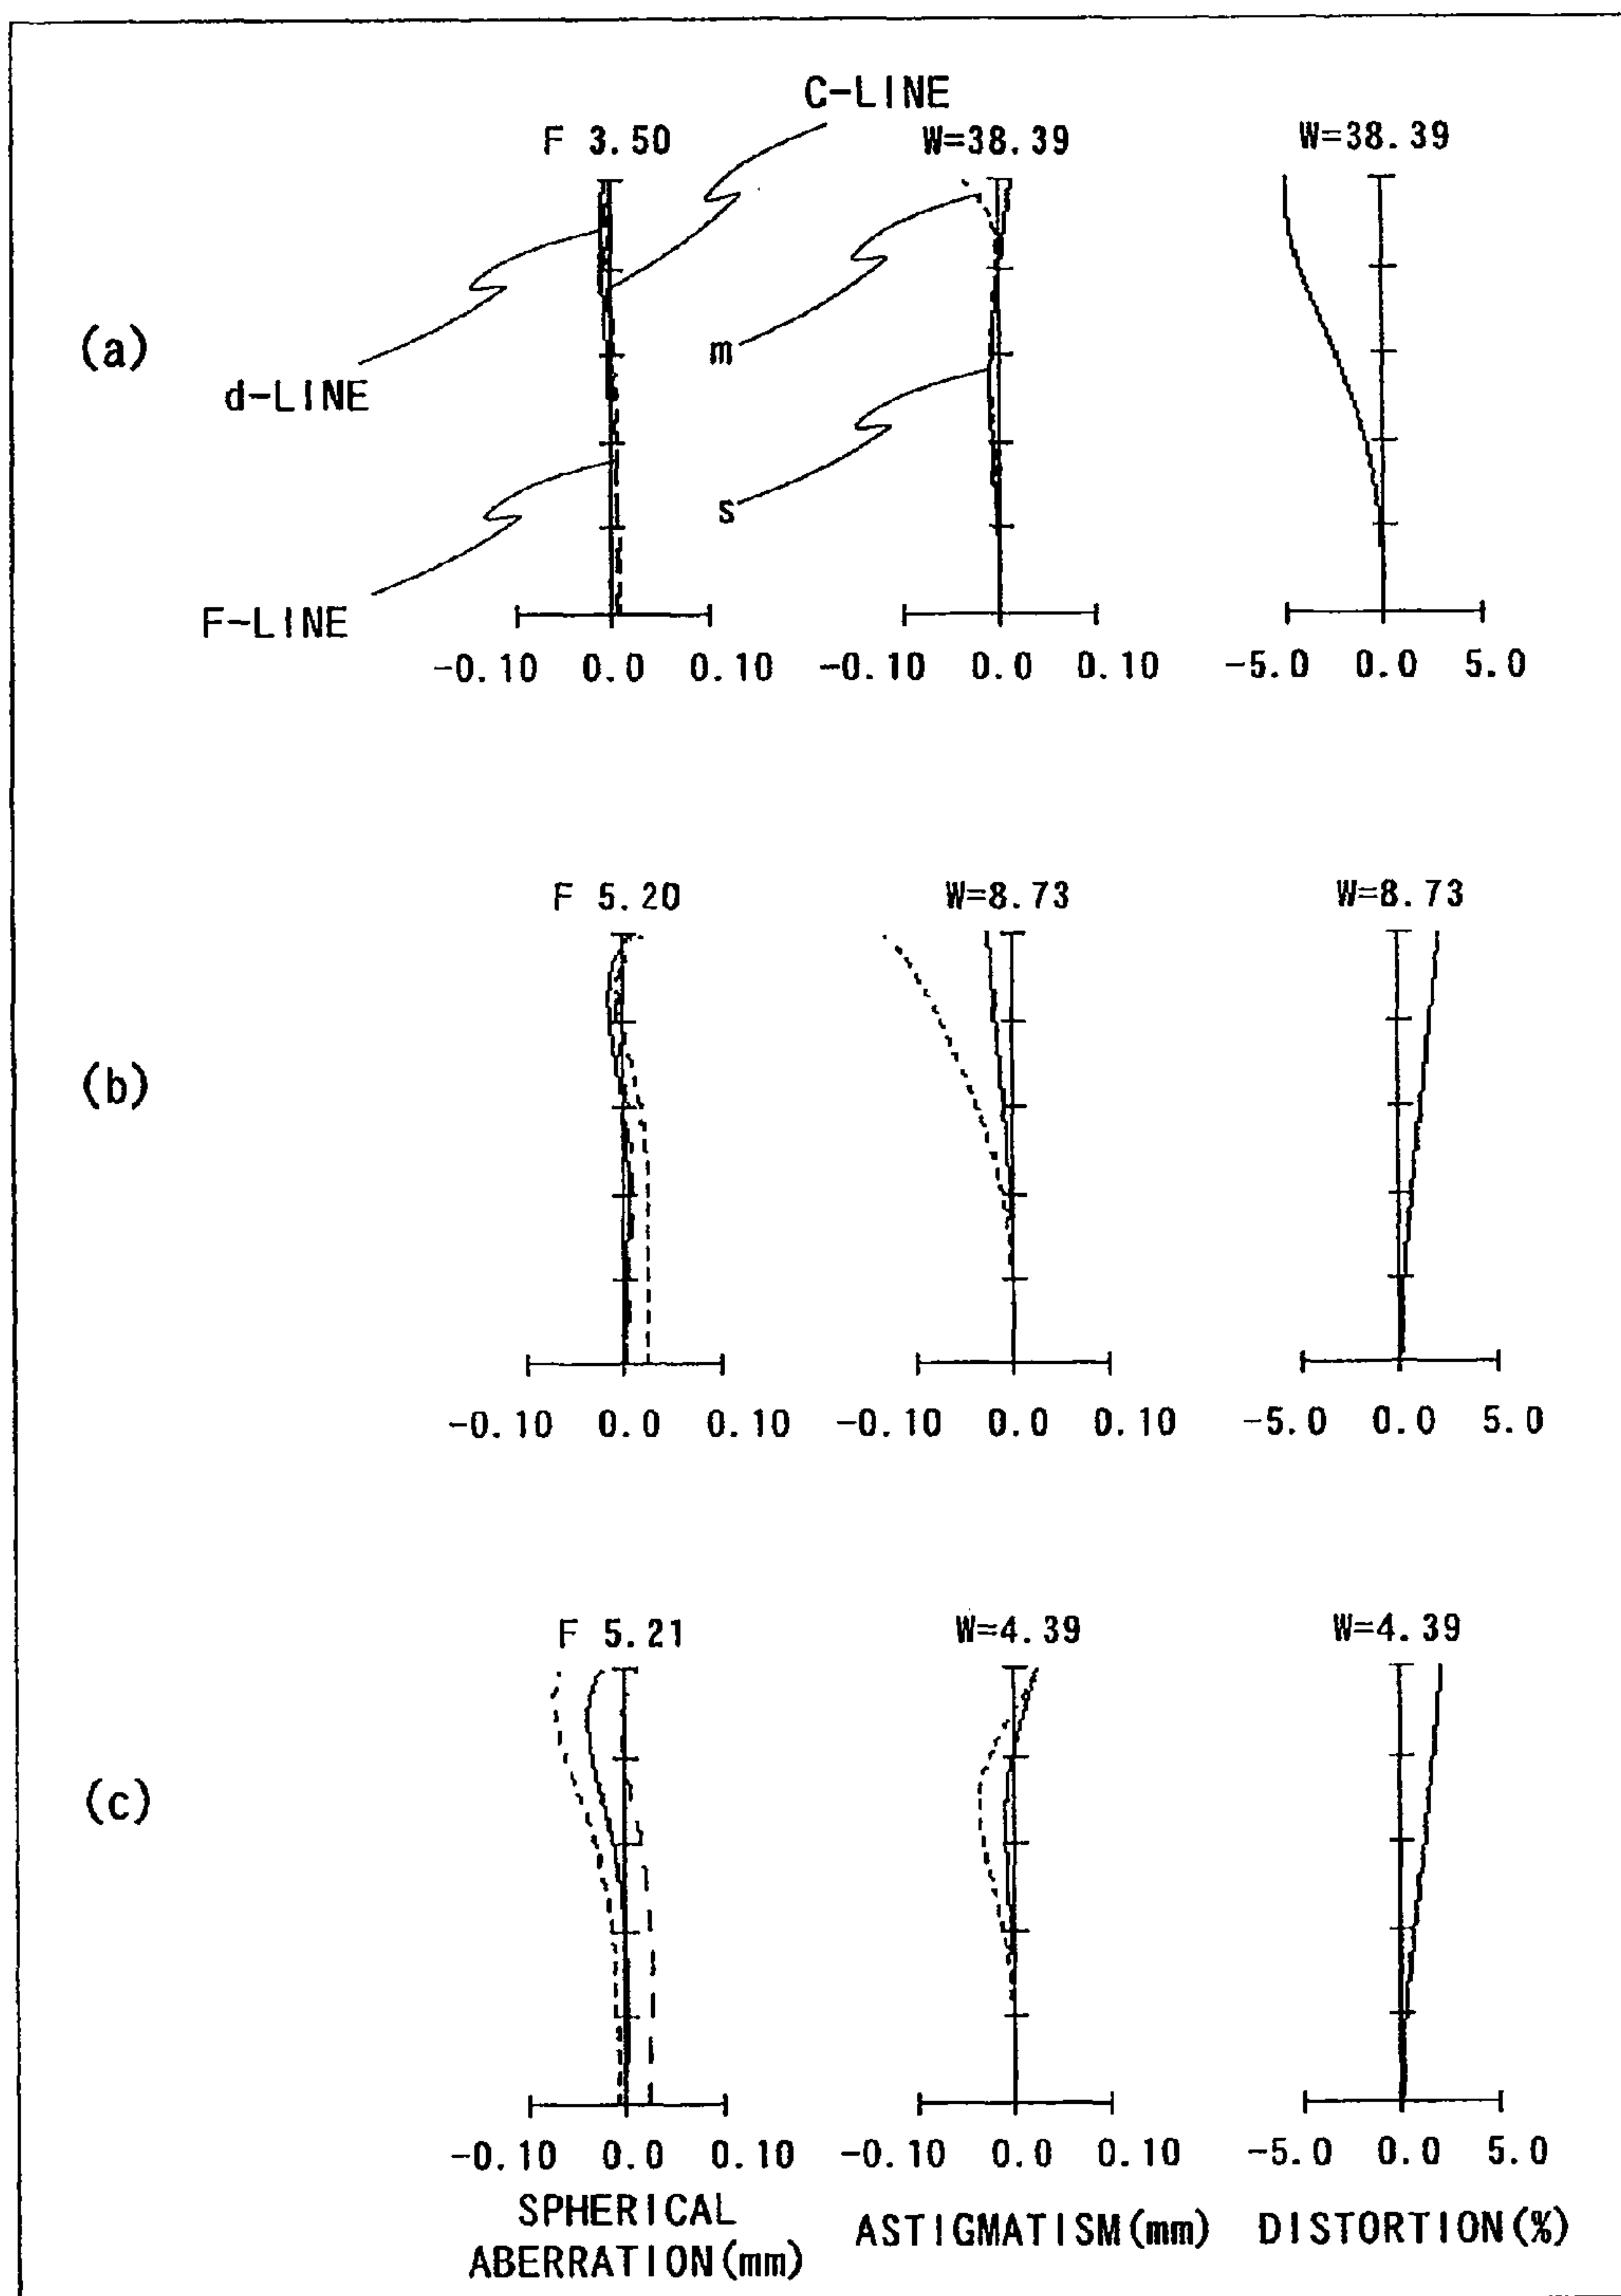 C-LINE
F 3.50 W=38.39 W=38.39
(a)
m
d-LINE
s
F-LINE
-0.10 0.0 0.10 -0.10 0.0 0.10 -5.0 0.0 5.0
F 5.20 W=8.73 W=8.73
(b)
-0.10 0.0 0.10 -0.10 0.0 0.10 -5.0 0.0 5.0
F 5.21 W=4.39 W=4.39
(c)
-0.10 0.0 0.10 -0.10 0.0 0.10 -5.0 0.0 5.0
SPHERICAL
ABERRATION(mm) ASTIGMATISM(mm) DISTORTION(%)